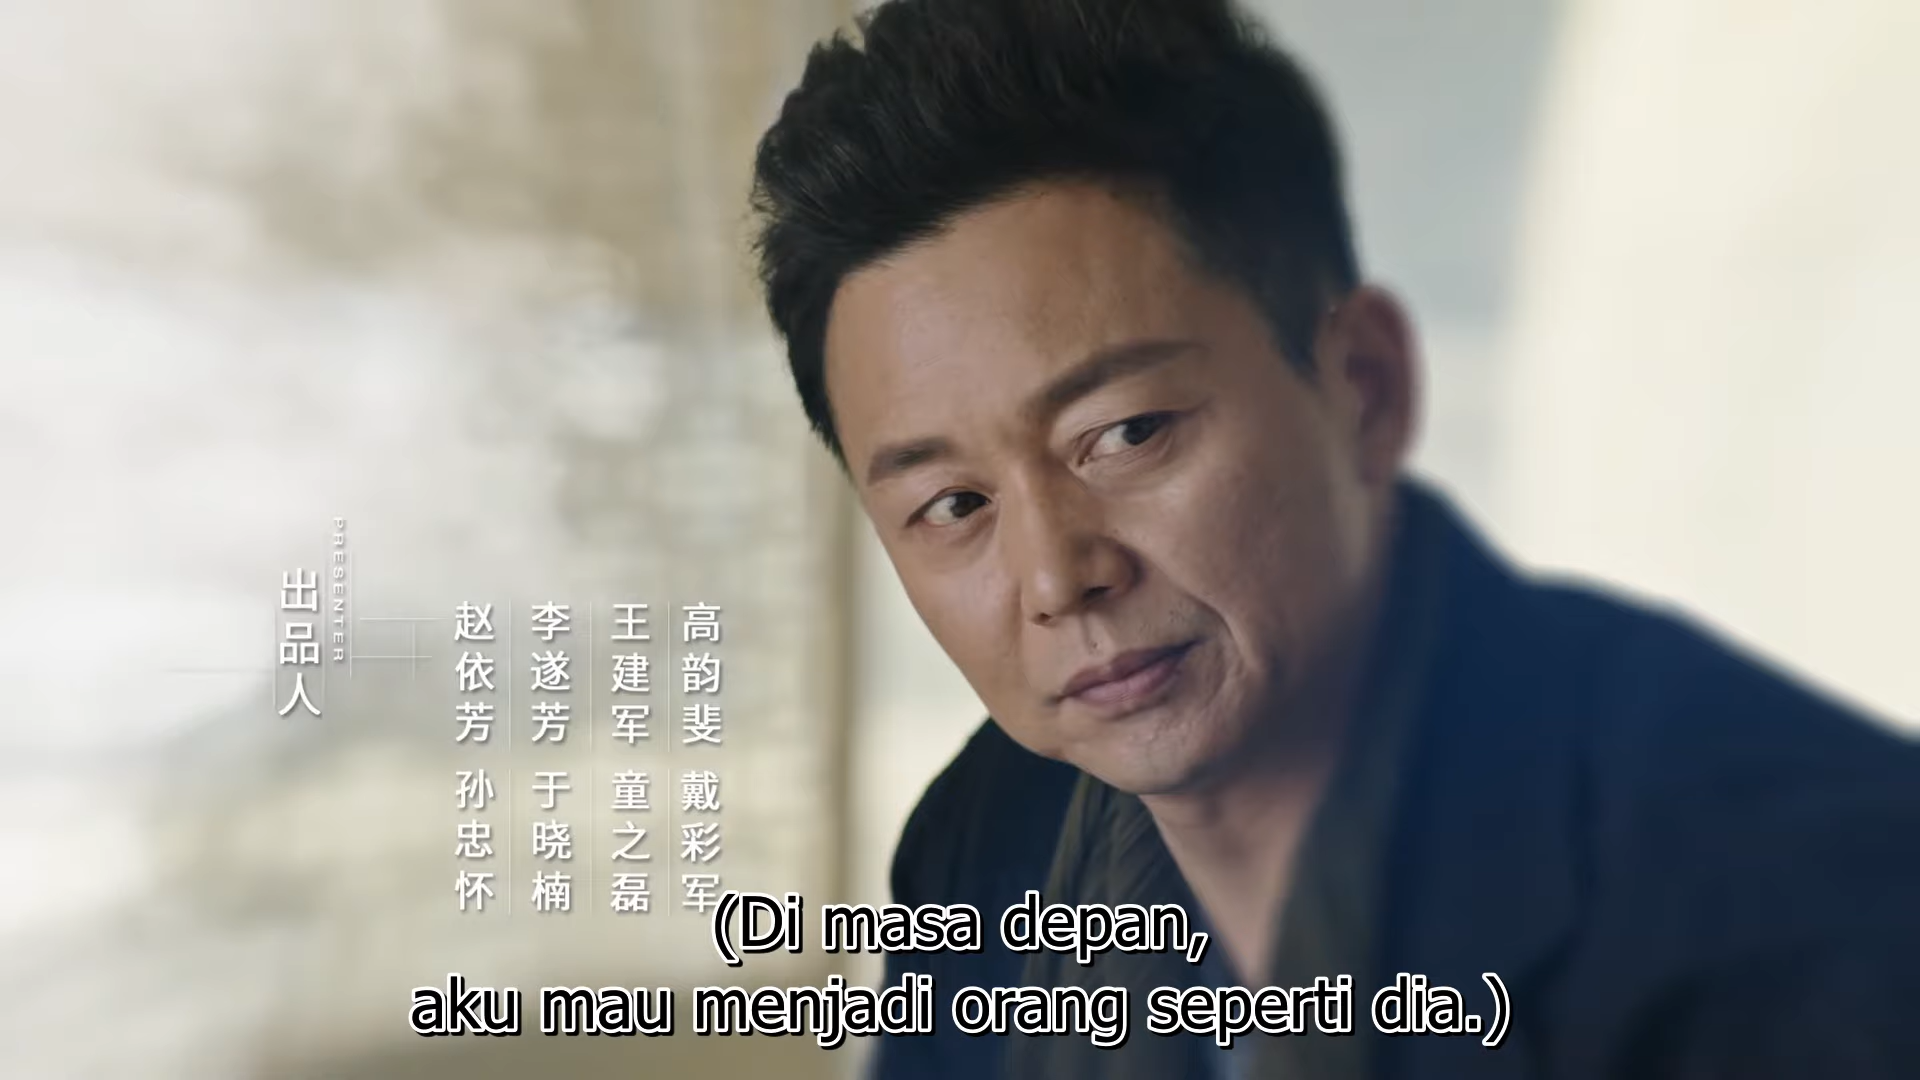 出品人
PRESENTER
赵依芳
李遂芳
王建军
高韵斐
孙忠怀
于晓楠
童之磊
戴彩军
(Di masa depan,
aku mau menjadi orang seperti dia.)